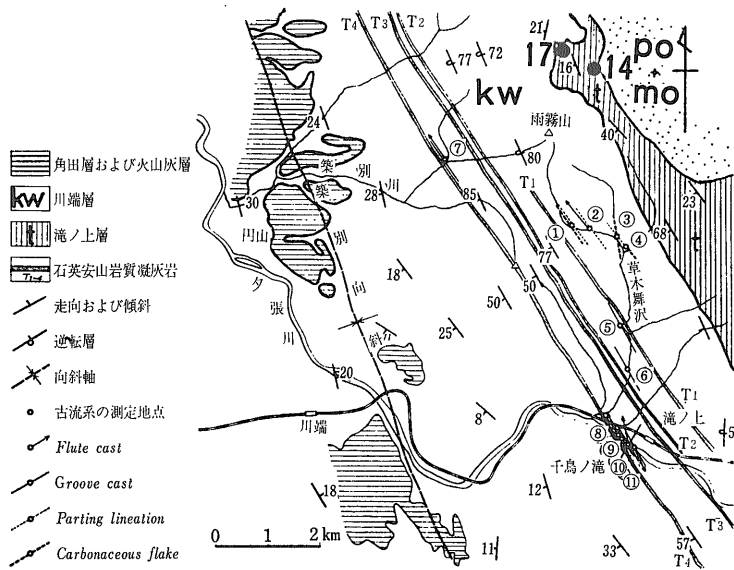 角田層および火山灰層
kw
川端層
t
滝ノ上層
T1-4
石英安山岩質凝灰岩
走向および傾斜
逆転層
向斜軸
古流系の測定地点
Flute cast
Groove cast
Parting lineation
Carbonaceous flake
T4
T3
T2
77
72
21
17
16
14
po
mo
t
kw
雨霧山
24
築
別
川
築
別
向
斜
30
28
円山
夕
張
川
⑦
80
85
T1
40
23
68
t
①
②
③
④
草木舞沢
77
50
50
18
25
⑤
⑥
20
8
川端
T1
滝ノ上
T2
5
⑧
⑨
⑩
⑪
千鳥ノ滝
T3
18
12
11
33
57
T4
0 1 2 km